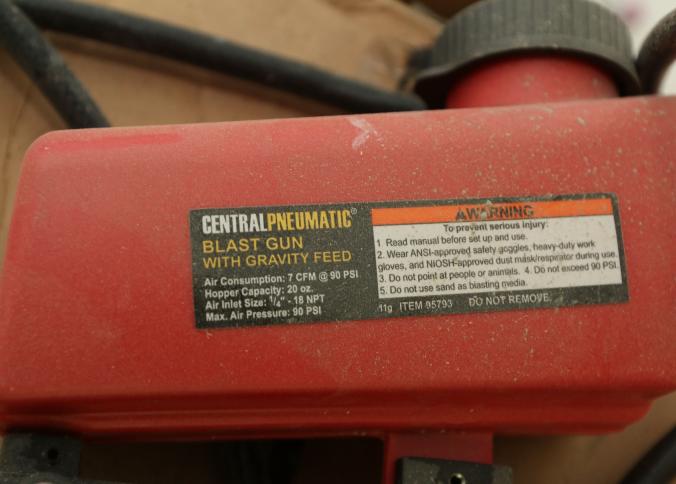 CENTRALPNEUMATIC®
BLAST GUN
WITH GRAVITY FEED
Air Consumption: 7 CFM @ 90 PSI
Hopper Capacity: 20 oz.
Air Inlet Size: 1/4" - 18 NPT
Max. Air Pressure: 90 PSI
⚠WARNING
To prevent serious injury:
1. Read manual before set up and use.
2. Wear ANSI-approved safety goggles, heavy-duty work
gloves, and NIOSH-approved dust mask/respirator during use.
3. Do not point at people or animals. 4. Do not exceed 90 PSI.
5. Do not use sand as blasting media.
11g ITEM 95793 DO NOT REMOVE.